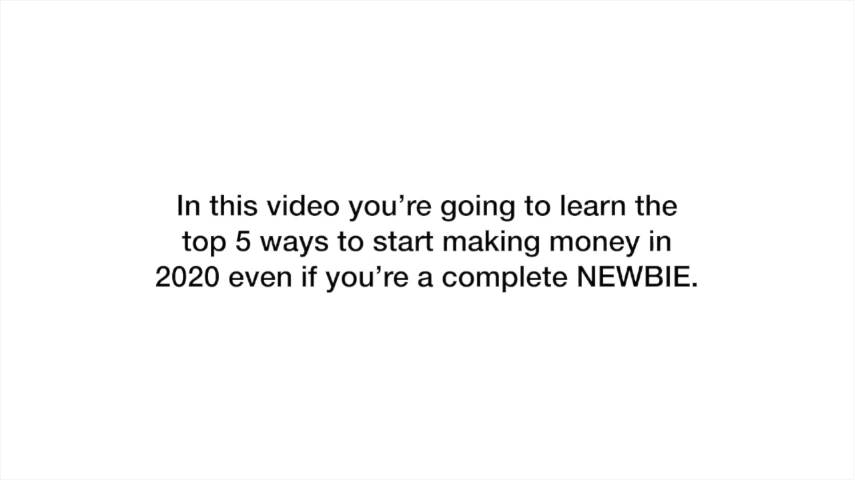 In this video you’re going to learn the
top 5 ways to start making money in
2020 even if you’re a complete NEWBIE.